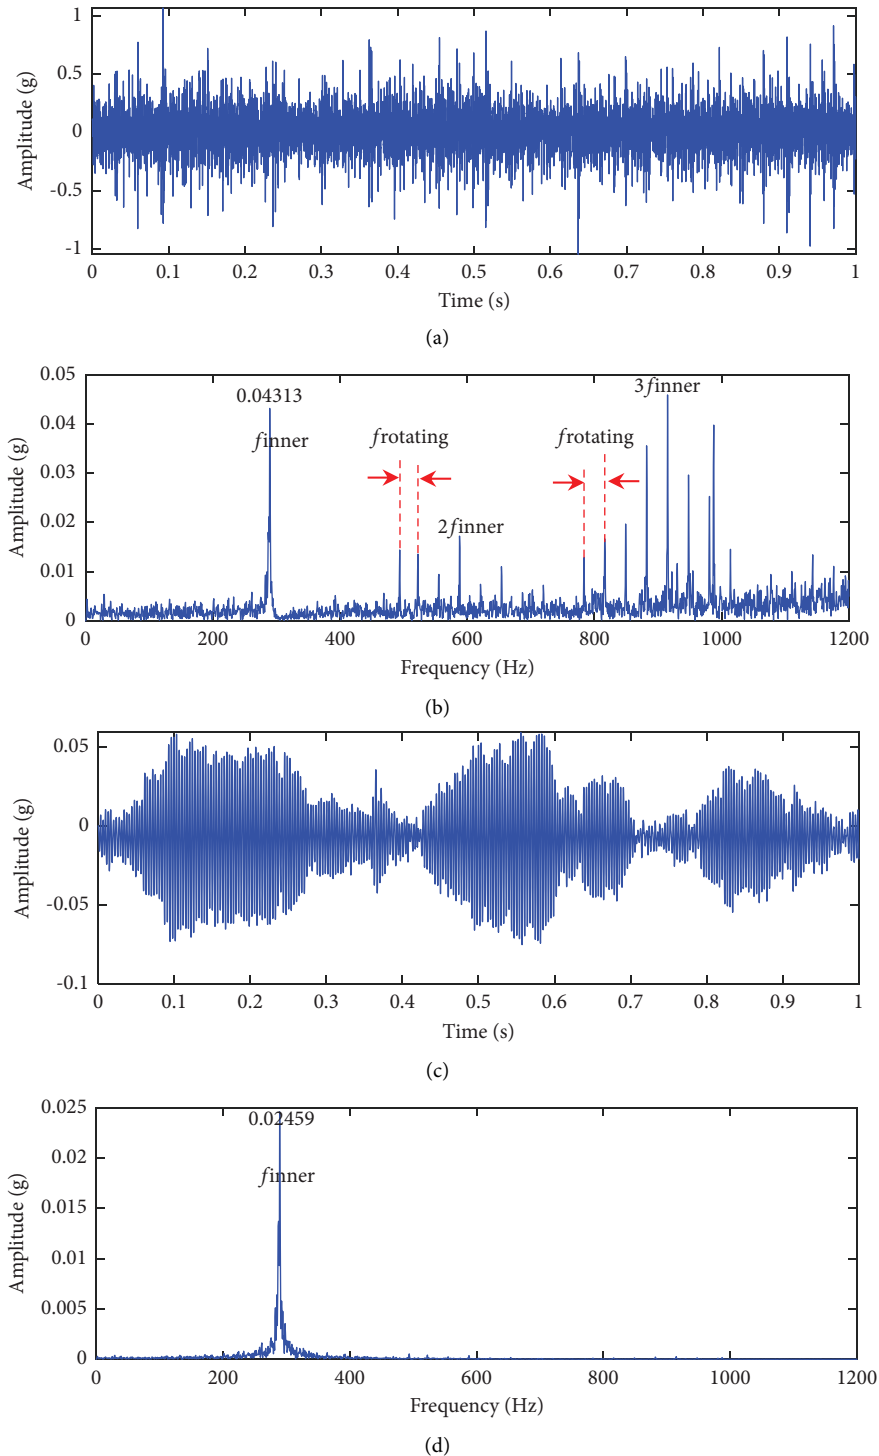 1
0.5
0
-0.5
-1
Amplitude (g)
0 0.1 0.2 0.3 0.4 0.5 0.6 0.7 0.8 0.9 1
Time (s)
(a)
0.05
0.04
0.03
0.02
0.01
0
Amplitude (g)
0.04313
finner
frotating
2finner
frotating
3finner
0 200 400 600 800 1000 1200
Frequency (Hz)
(b)
0.05
0
-0.05
-0.1
Amplitude (g)
0 0.1 0.2 0.3 0.4 0.5 0.6 0.7 0.8 0.9 1
Time (s)
(c)
0.025
0.02
0.015
0.01
0.005
0
Amplitude (g)
0.02459
finner
0 200 400 600 800 1000 1200
Frequency (Hz)
(d)